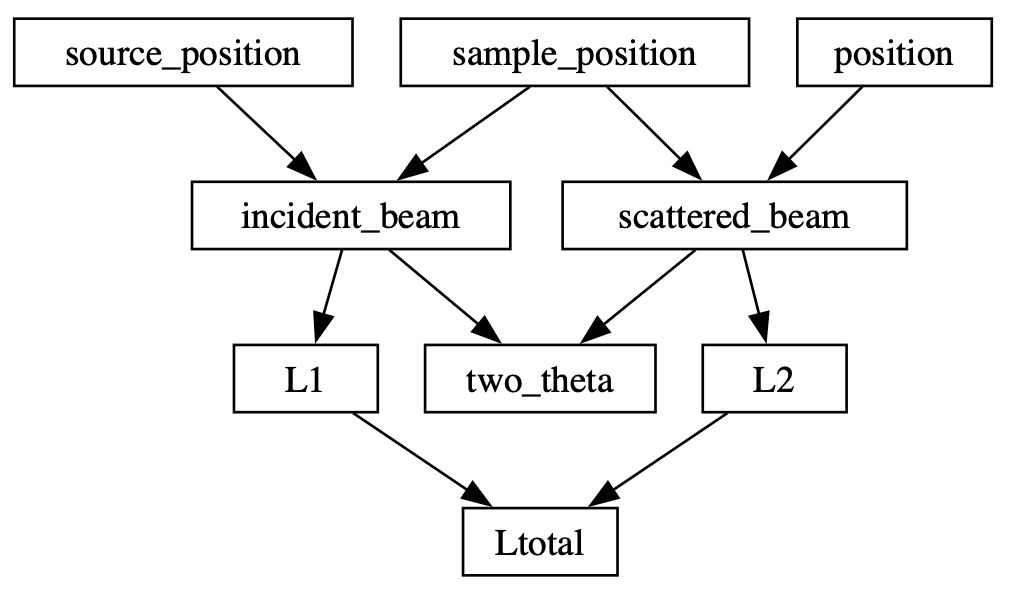 source_position
sample_position
position
incident_beam
scattered_beam
L1
two_theta
L2
Ltotal